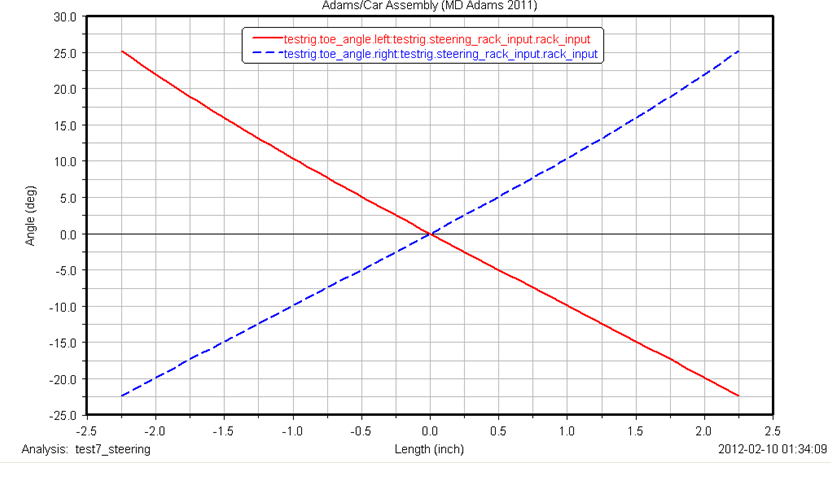 Adams/Car Assembly (MD Adams 2011)
30.0
testrig.toe_angle.left:testrig.steering_rack_input.rack_input
testrig.toe_angle.right:testrig.steering_rack_input.rack_input
25.0
20.0
15.0
10.0
5.0
0.0
-5.0
-10.0
-15.0
-20.0
-25.0
Angle (deg)
-2.5 -2.0 -1.5 -1.0 -0.5 0.0 0.5 1.0 1.5 2.0 2.5
Analysis: test7_steering Length (inch) 2012-02-10 01:34:09